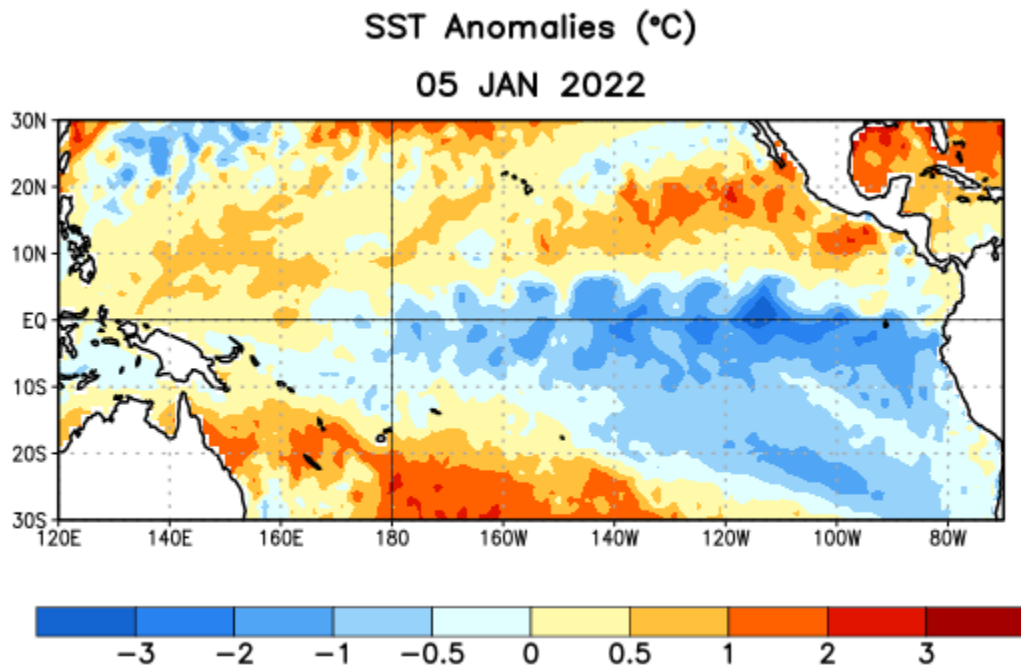 SST Anomalies (°C)
05 JAN 2022
30N
20N
10N
EQ
10S
20S
30S
120E 140E 160E 180 160W 140W 120W 100W 80W
-3 -2 -1 -0.5 0 0.5 1 2 3